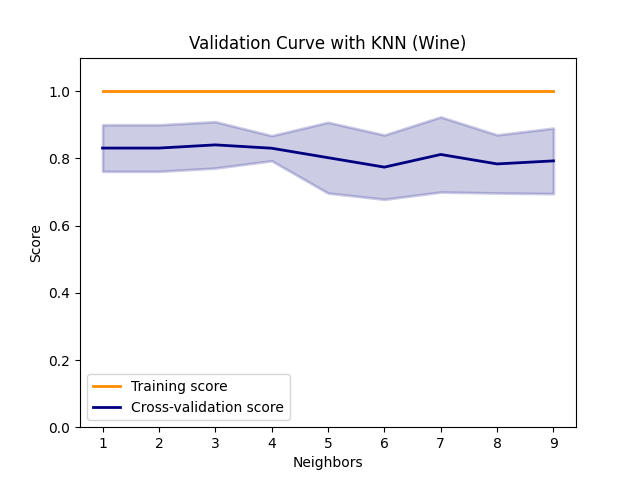 Validation Curve with KNN (Wine)
1.0
0.8
0.6
0.4
0.2
0.0
Score
Training score
Cross-validation score
1 2 3 4 5 6 7 8 9
Neighbors